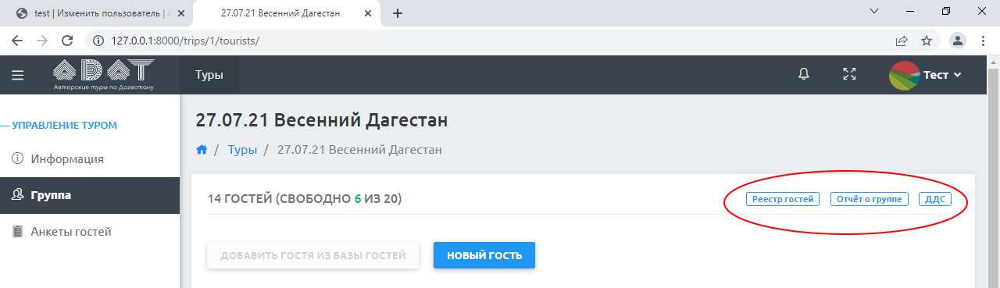 test | Изменить пользователь | A
27.07.21 Весенний Дагестан
127.0.0.1:8000/trips/1/tourists/
АДАТ
Авторские туры по Дагестану
Туры
Тест
УПРАВЛЕНИЕ ТУРОМ
Информация
Группа
Анкеты гостей
27.07.21 Весенний Дагестан
/ Туры / 27.07.21 Весенний Дагестан
14 ГОСТЕЙ (СВОБОДНО 6 ИЗ 20)
Реестр гостей Отчёт о группе ДДС
ДОБАВИТЬ ГОСТЯ ИЗ БАЗЫ ГОСТЕЙ НОВЫЙ ГОСТЬ